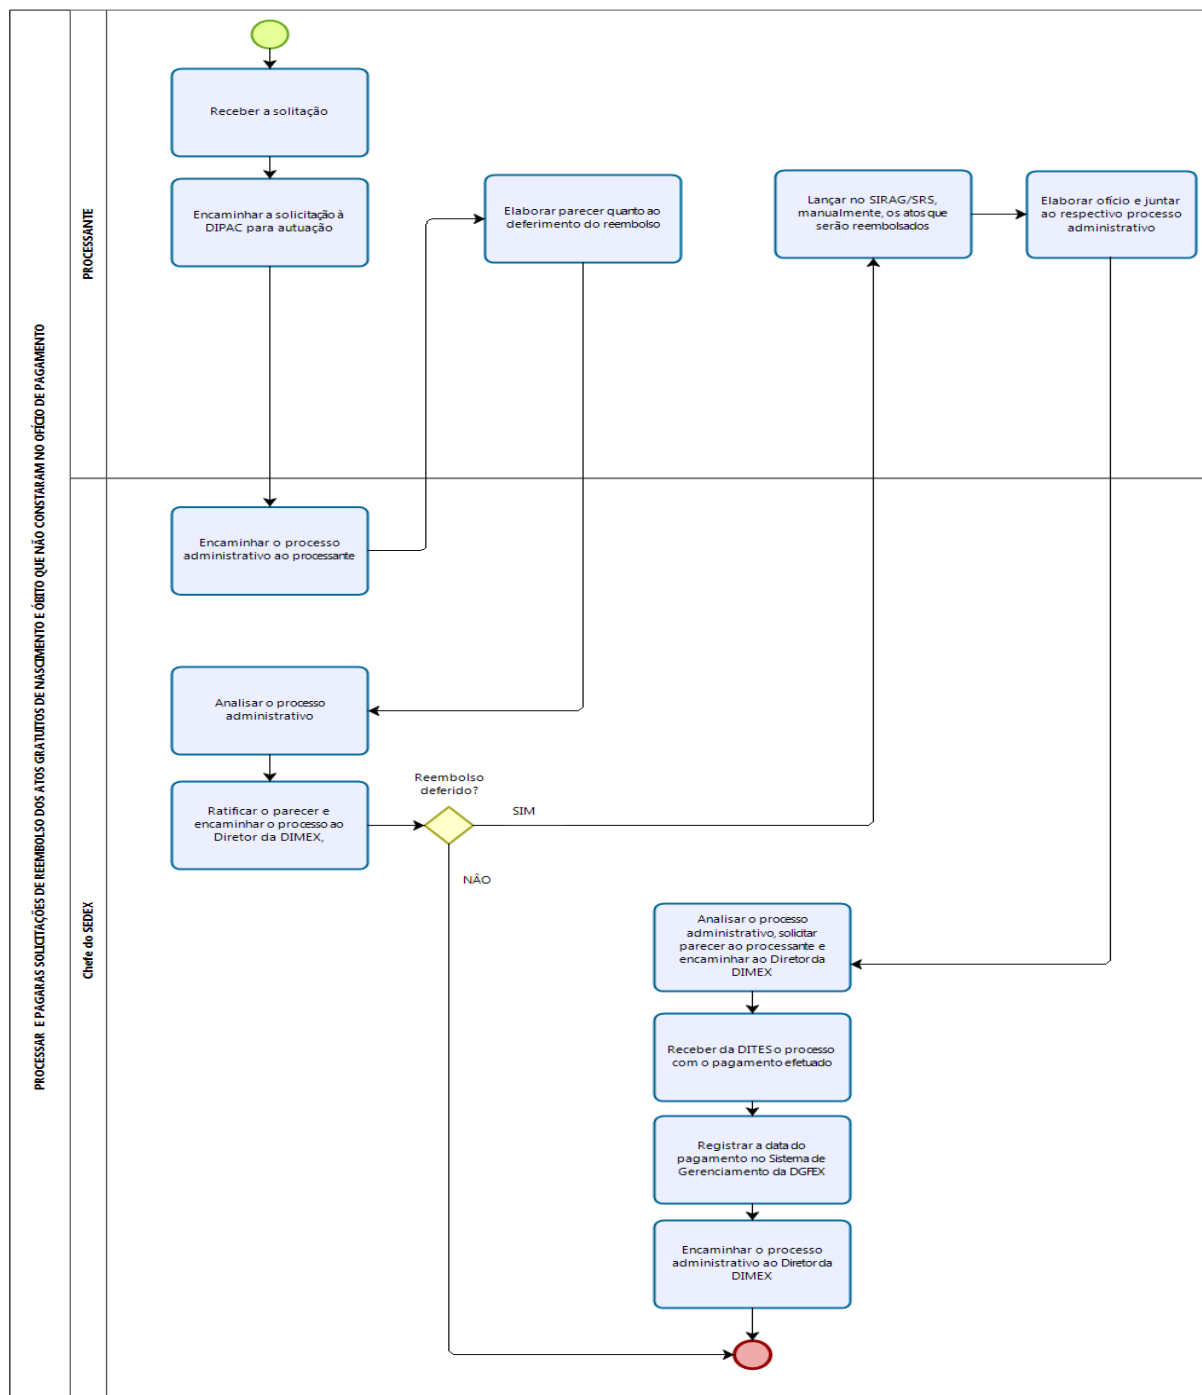 PROCESSAR E PAGARAS SOLICITAÇÕES DE REEMBOLSO DOS ATOS GRATUITOS DE NASCIMENTO E ÓBITO QUE NÃO CONSTARAM NO OFÍCIO DE PAGAMENTO
PROCESSANTE
Receber a solitação
Encaminhar a solicitação à
DIPAC para autuação
Elaborar parecer quanto ao
deferimento do reembolso
Lançar no SIRAG/SRS,
manualmente, os atos que
serão reembolsados
Elaborar ofício e juntar
ao respectivo processo
administrativo
Chefe do SEDEX
Encaminhar o processo
administrativo ao processante
Analisar o processo
administrativo
Ratificar o parecer e
encaminhar o processo ao
Diretor da DIMEX,
Reembolso
deferido?
SIM
NÃO
Analisar o processo
administrativo, solicitar
parecer ao processante e
encaminhar ao Diretor da
DIMEX
Receber da DITES o processo
com o pagamento efetuado
Registrar a data do
pagamento no Sistema de
Gerenciamento da DGFEX
Encaminhar o processo
administrativo ao Diretor da
DIMEX